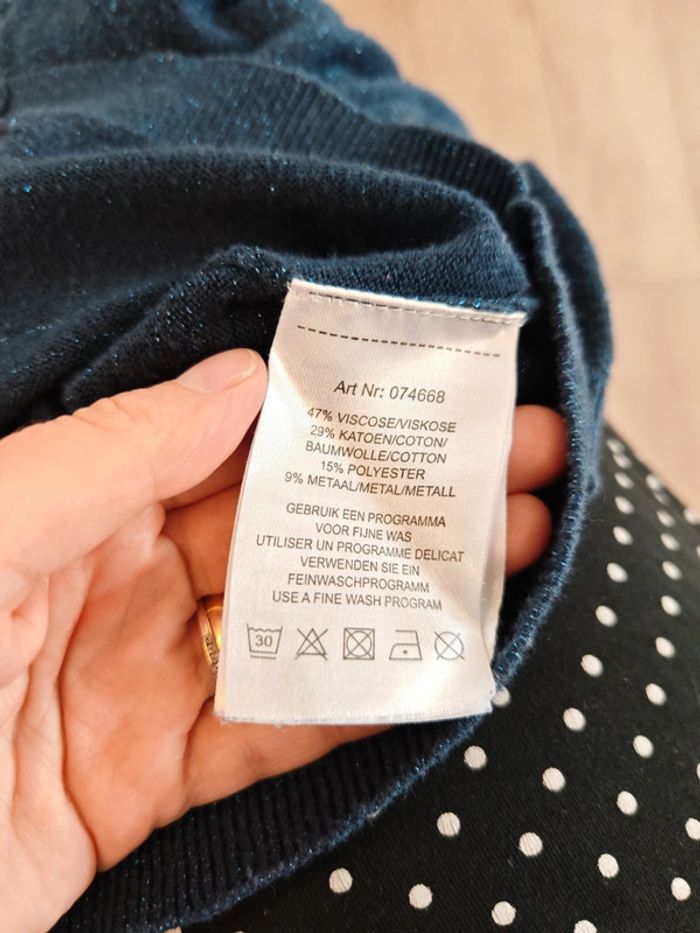 Art Nr: 074668
47% VISCOSE/VISKOSE
29% KATOEN/COTON/
BAUMWOLLE/COTTON
15% POLYESTER
9% METAAL/METAL/METALL
GEBRUIK EEN PROGRAMMA
VOOR FIJNE WAS
UTILISER UN PROGRAMME DELICAT
VERWENDEN SIE EIN
FEINWASCHPROGRAMM
USE A FINE WASH PROGRAM
30